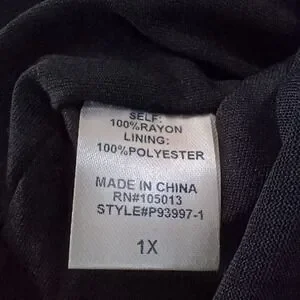 SELF:
100%RAYON
LINING:
100%POLYESTER
MADE IN CHINA
RN#105013
STYLE#P93997-1
1X